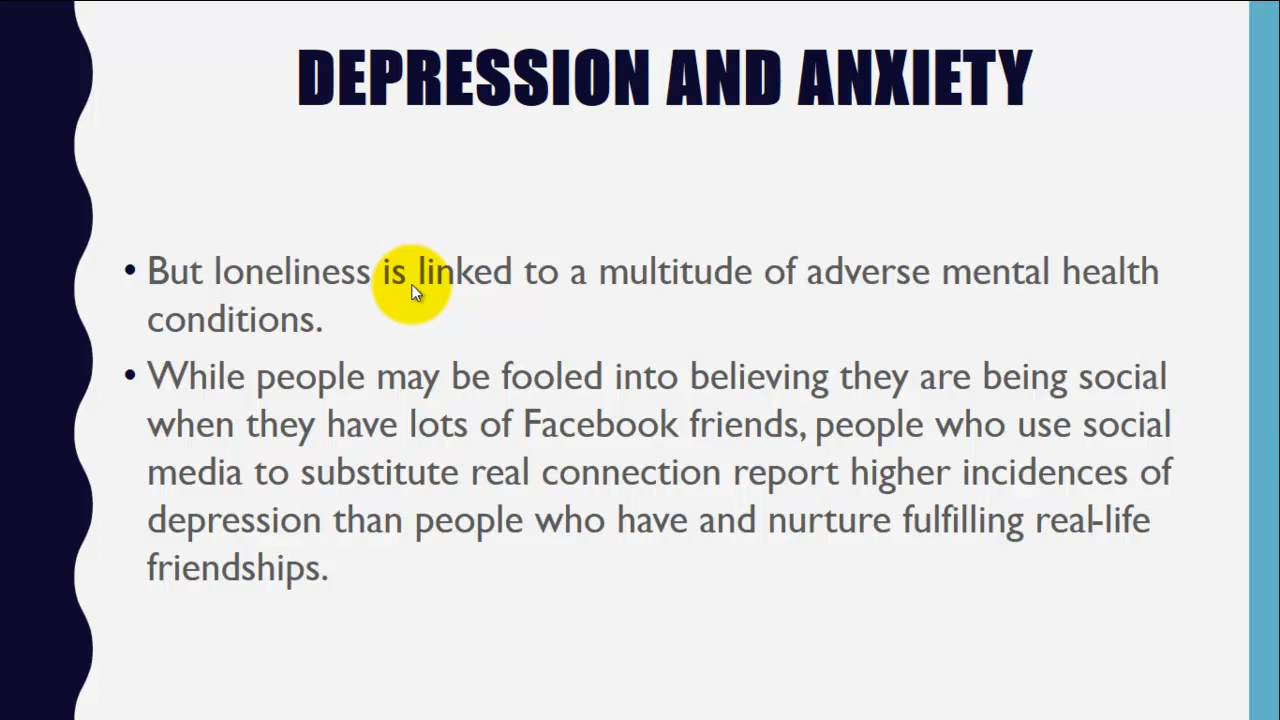 DEPRESSION AND ANXIETY
• But loneliness is linked to a multitude of adverse mental health
conditions.
• While people may be fooled into believing they are being social
when they have lots of Facebook friends, people who use social
media to substitute real connection report higher incidences of
depression than people who have and nurture fulfilling real-life
friendships.